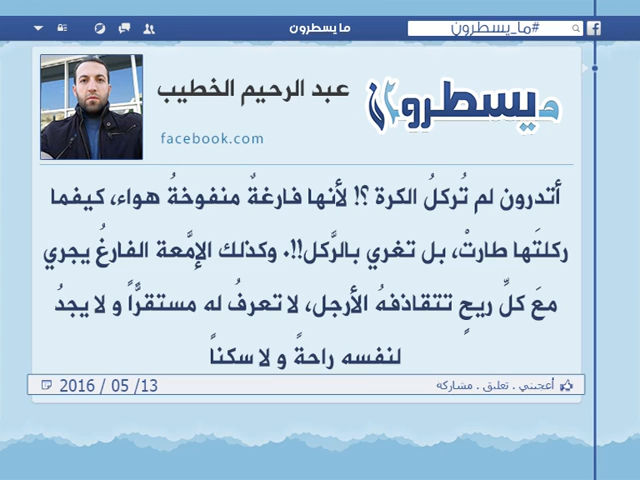 #ما_يسطرون
ما يسطرون
ما يسطرون
عبد الرحيم الخطيب
facebook.com
أتدرون لم تُركلُ الكرة ؟! لأنها فارغةٌ منفوخةُ هواء، كيفما
ركلتَها طارتْ، بل تغري بالرَّكل!!. وكذلك الإمَّعة الفارغُ يجري
معَ كلِّ ريحٍ تتقاذفهُ الأرجل، لا تعرفُ له مستقرًّاً و لا يجدُ
لنفسه راحةً و لا سكناً
أعجبني . تعليق . مشاركة
2016 / 05 /13